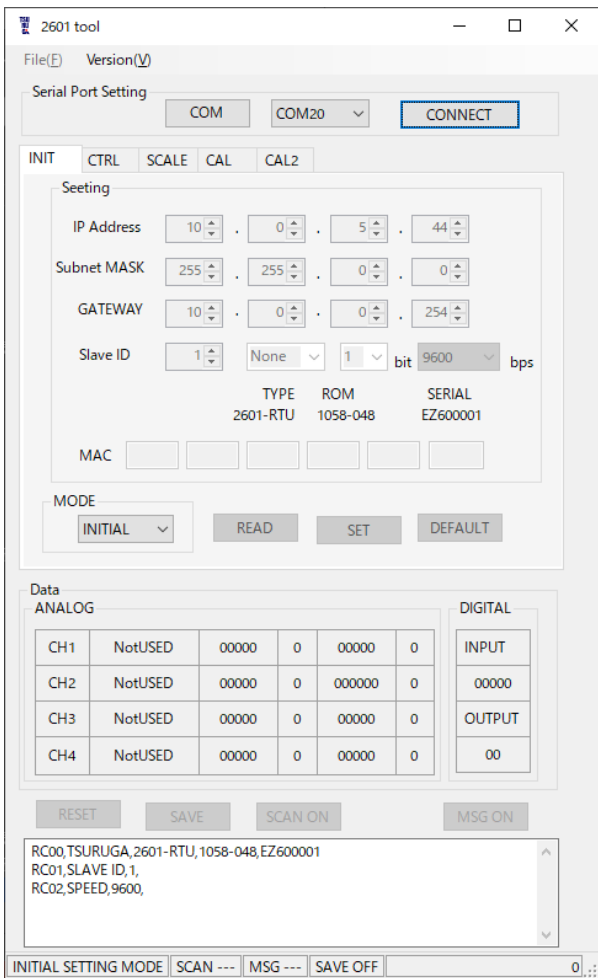 2601 tool
File(F) Version(V)
Serial Port Setting
COM COM20 CONNECT
INIT CTRL SCALE CAL CAL2
Seeting
IP Address 10 . 0 . 5 . 44
Subnet MASK 255 . 255 . 0 . 0
GATEWAY 10 . 0 . 0 . 254
Slave ID 1 None 1 bit 9600 bps
TYPE ROM SERIAL
2601-RTU 1058-048 EZ600001
MAC
MODE
INITIAL READ SET DEFAULT
Data
ANALOG DIGITAL
CH1 NotUSED 00000 0 00000 0 INPUT
CH2 NotUSED 00000 0 000000 0 00000
CH3 NotUSED 00000 0 00000 0 OUTPUT
CH4 NotUSED 00000 0 00000 0 00
RESET SAVE SCAN ON MSG ON
RC00,TSURUGA,2601-RTU,1058-048,EZ600001
RC01,SLAVE ID,1,
RC02,SPEED,9600,
INITIAL SETTING MODE SCAN --- MSG --- SAVE OFF 0